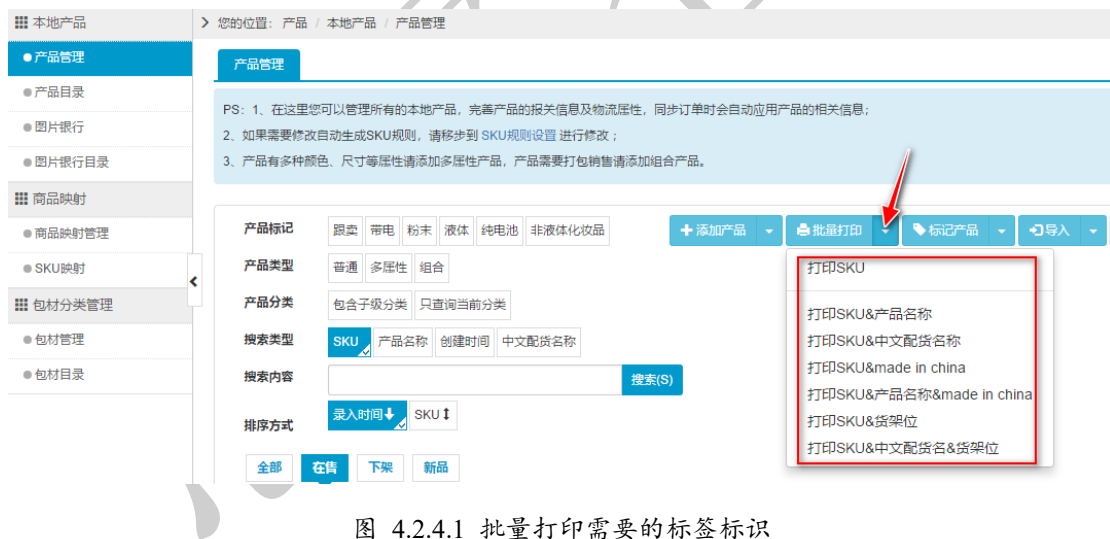 本地产品
您的位置: 产品 / 本地产品 / 产品管理
产品管理
产品目录
图片银行
图片银行目录
商品映射
商品映射管理
SKU映射
包材分类管理
包材管理
包材目录
产品管理
PS: 1、在这里您可以管理所有的本地产品，完善产品的报关信息及物流属性，同步订单时会自动应用产品的相关信息;
2、如果需要修改自动生成SKU规则，请移步到 SKU规则设置 进行修改；
3、产品有多种颜色、尺寸等属性请添加多属性产品，产品需要打包销售请添加组合产品。
产品标记 跟卖 带电 粉末 液体 纯电池 非液体化妆品
添加产品 批量打印 标记产品 导入
产品类型 普通 多属性 组合
产品分类 包含子级分类 只查询当前分类
搜索类型 SKU 产品名称 创建时间 中文配货名称
搜索内容 搜索(S)
排序方式 录入时间 SKU
全部 在售 下架 新品
打印SKU
打印SKU&产品名称
打印SKU&中文配货名称
打印SKU&made in china
打印SKU&产品名称&made in china
打印SKU&货架位
打印SKU&中文配货名&货架位
图 4.2.4.1 批量打印需要的标签标识